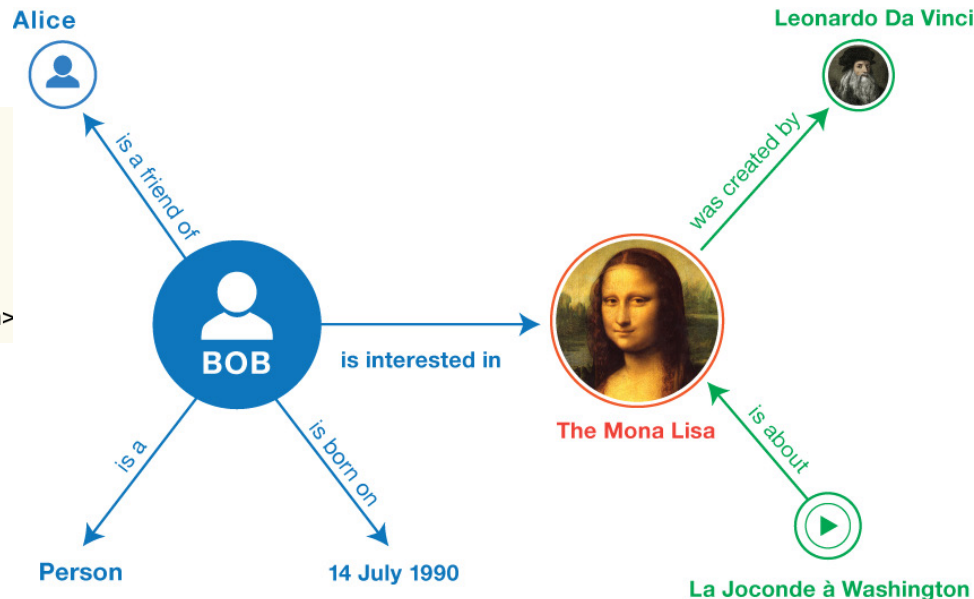 Alice
Leonardo Da Vinci
is a friend of
was created by
>
BOB
is interested in
The Mona Lisa
is a
is born on
is about
Person
14 July 1990
La Joconde à Washington